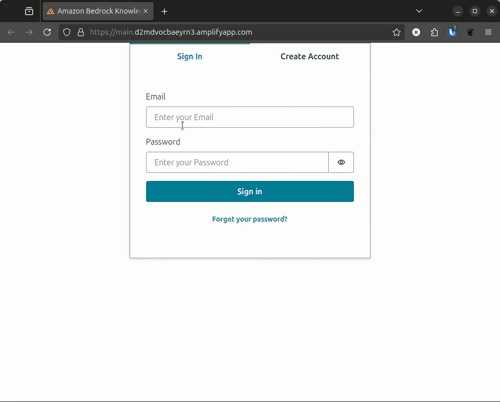 Amazon Bedrock Knowle
https://main.d2mdvocbaeyrn3.amplifyapp.com
Sign In
Create Account
Email
Enter your Email
Password
Enter your Password
Sign in
Forgot your password?